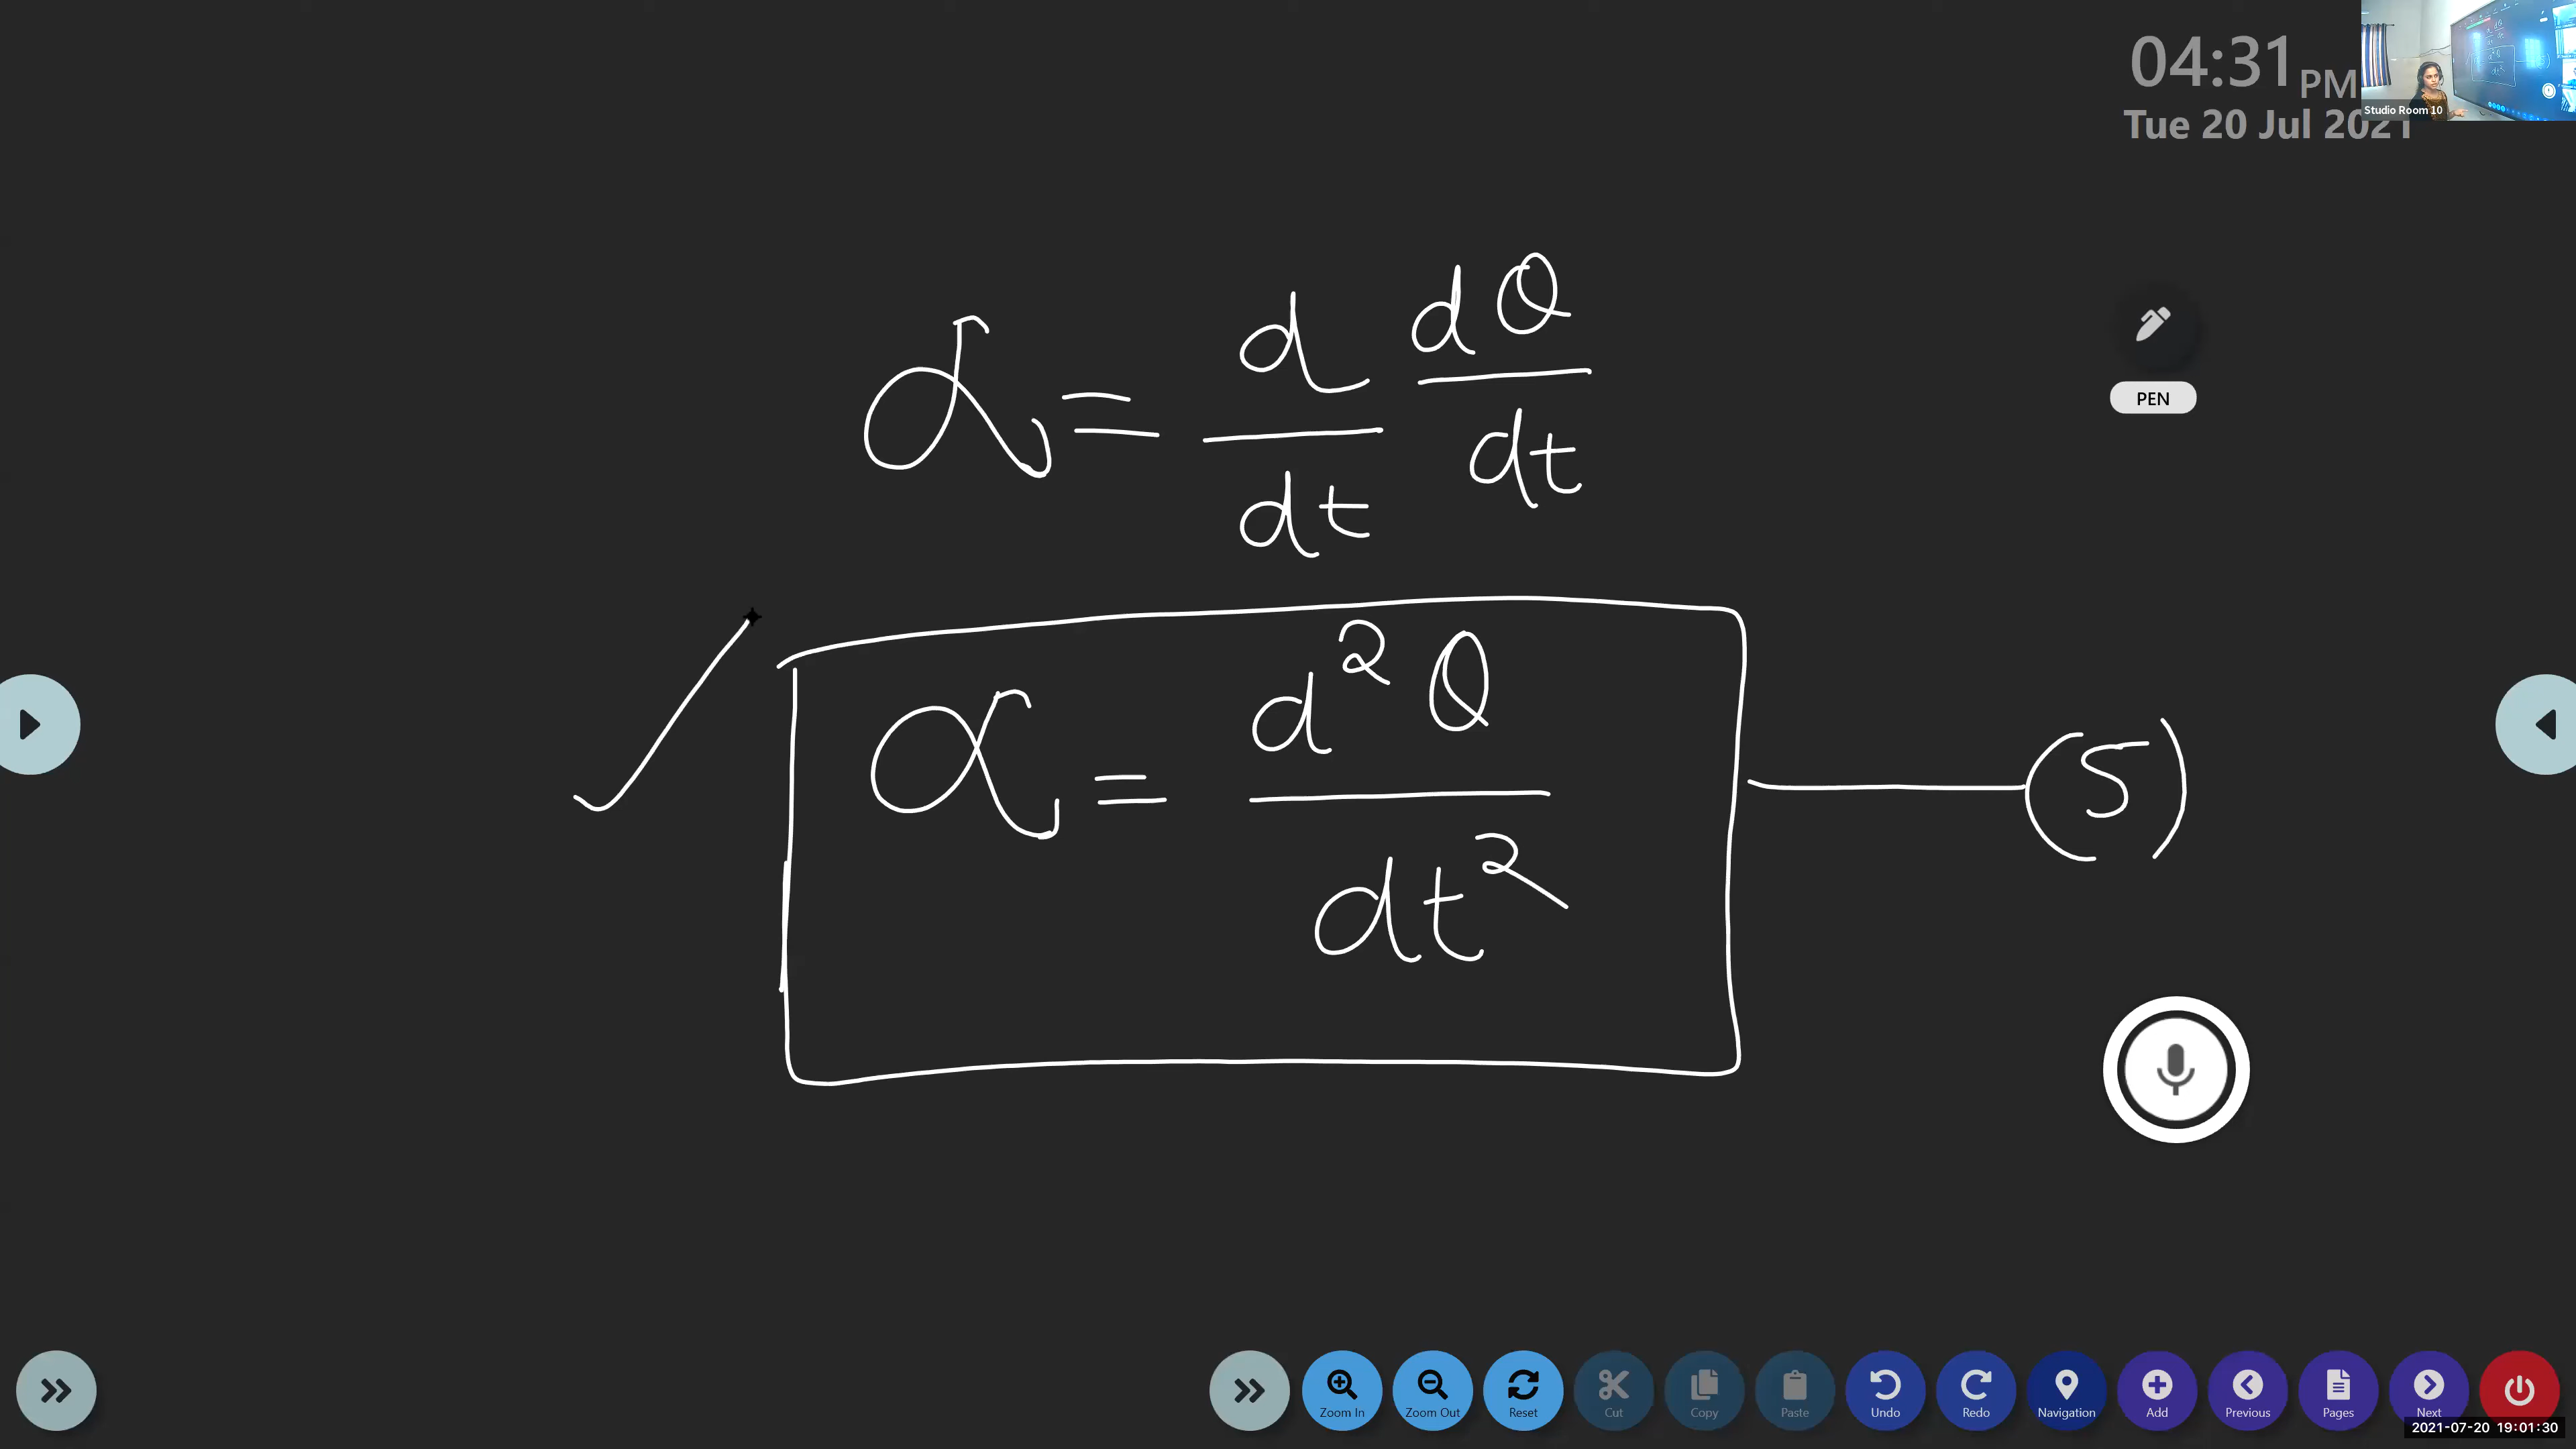 04:31 PM
Studio Room 10
Tue 20 Jul 2021
α = d/dt dθ/dt
PEN
α = d²θ/dt² (5)
Zoom In Zoom Out Reset Cut Copy Paste Undo Redo Navigation Add Previous Pages Next
2021-07-20 19:01:30